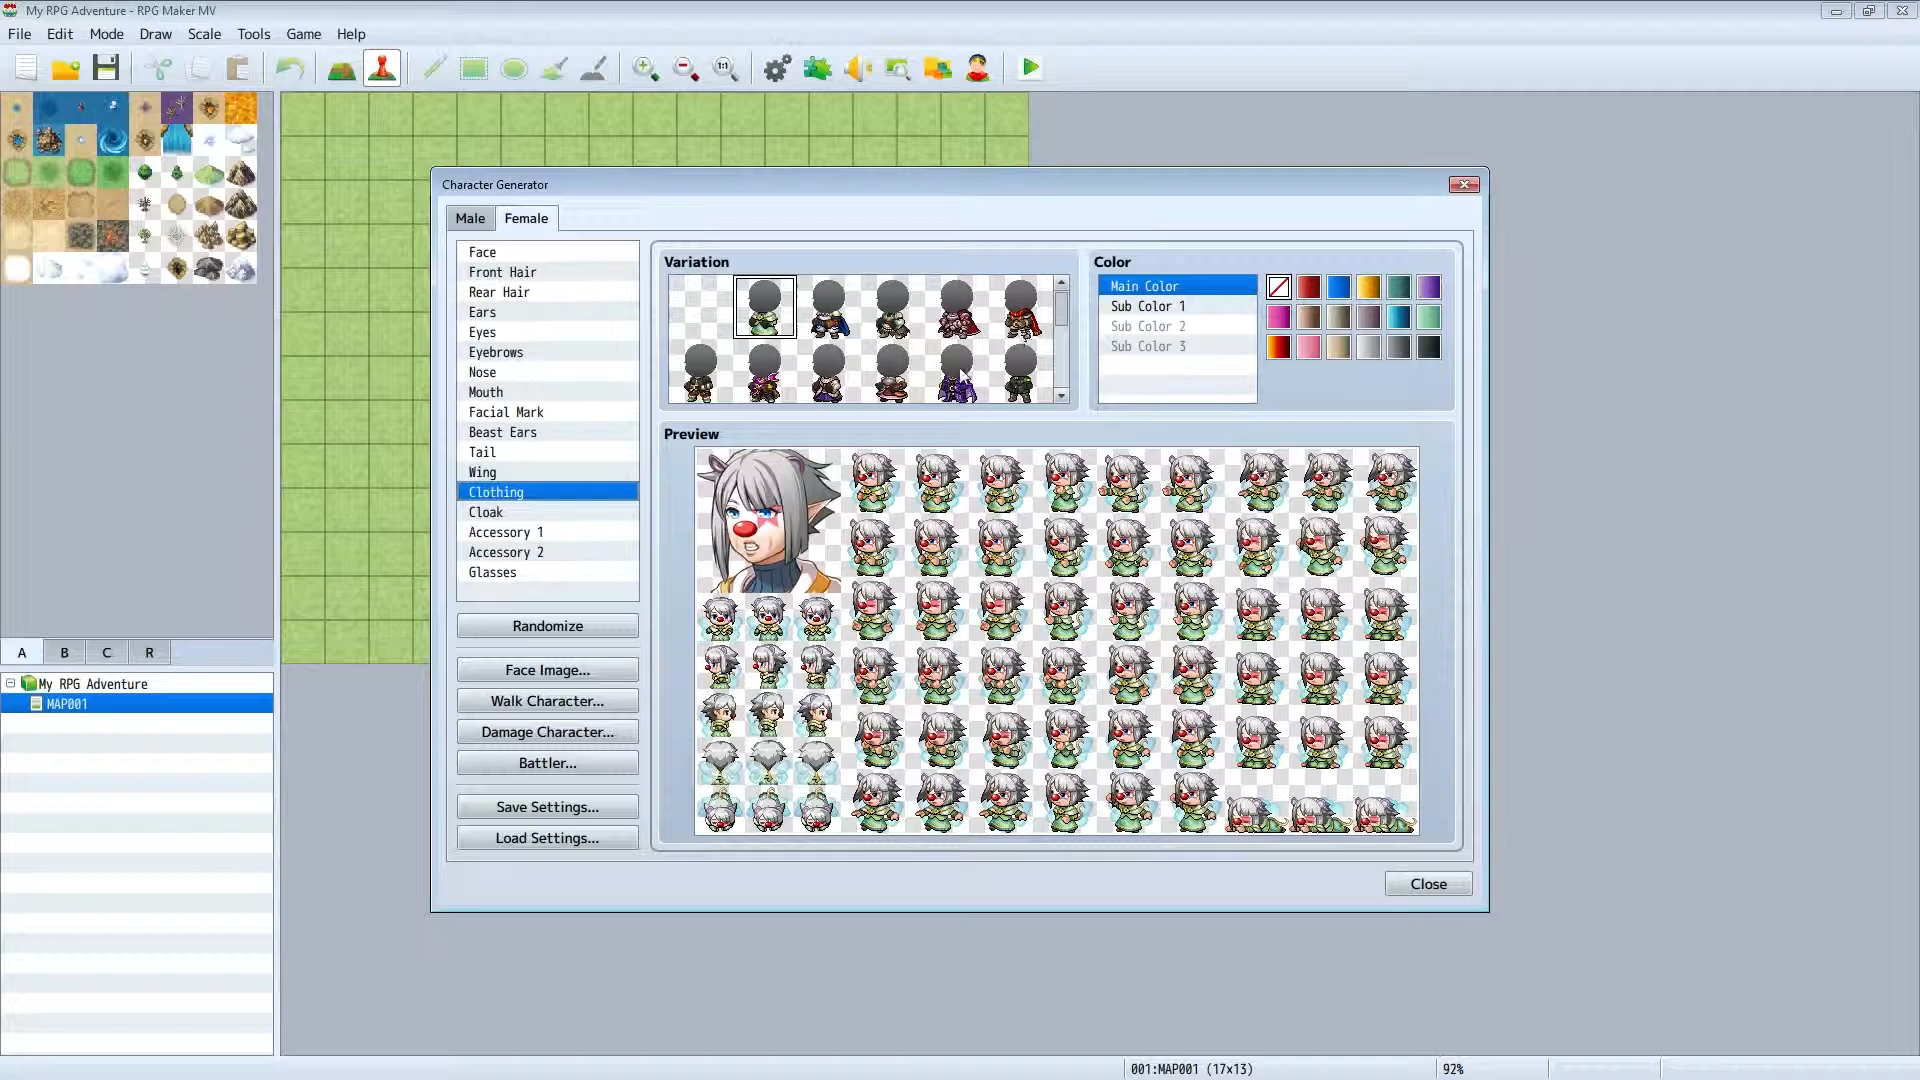 My RPG Adventure - RPG Maker MV
File Edit Mode Draw Scale Tools Game Help
1:1
Character Generator
Male Female
Face
Front Hair
Rear Hair
Ears
Eyes
Eyebrows
Nose
Mouth
Facial Mark
Beast Ears
Tail
Wing
Clothing
Cloak
Accessory 1
Accessory 2
Glasses
Randomize
Face Image...
Walk Character...
Damage Character...
Battler...
Save Settings...
Load Settings...
Variation
Color
Main Color
Sub Color 1
Sub Color 2
Sub Color 3
Preview
Close
A B C R
My RPG Adventure
MAP001
001:MAP001 (17x13) 92%